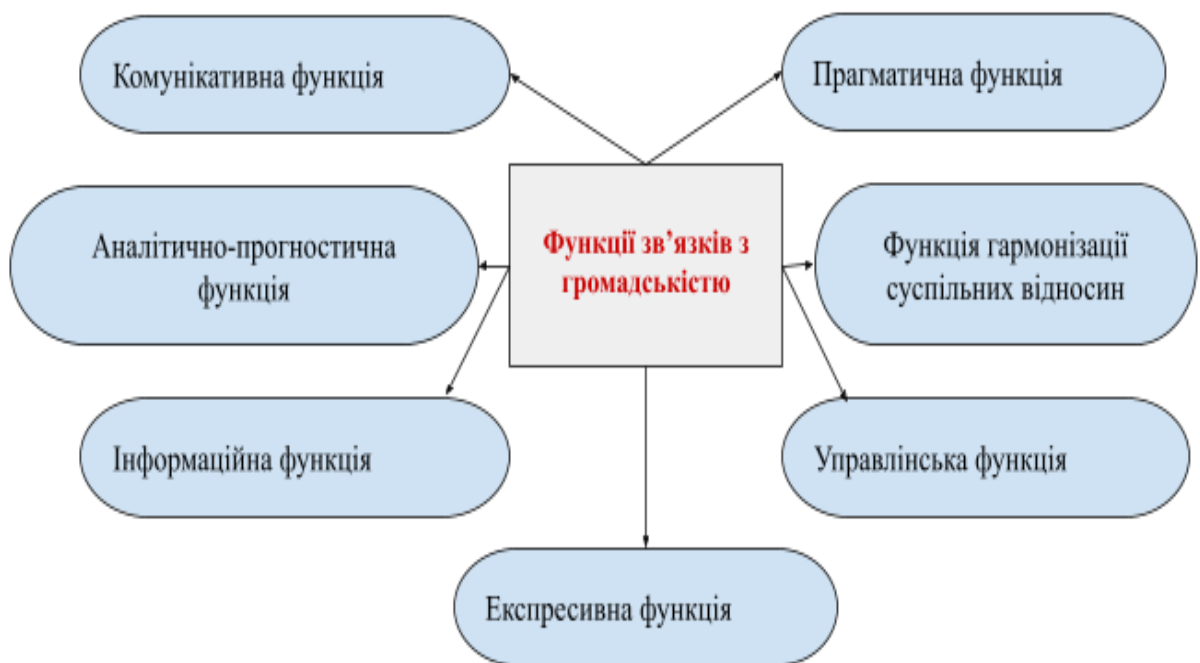 Комунікативна функція
Прагматична функція
Аналітично-прогностична
функція
Функції зв’язків з
громадськістю
Функція гармонізації
суспільних відносин
Інформаційна функція
Управлінська функція
Експресивна функція